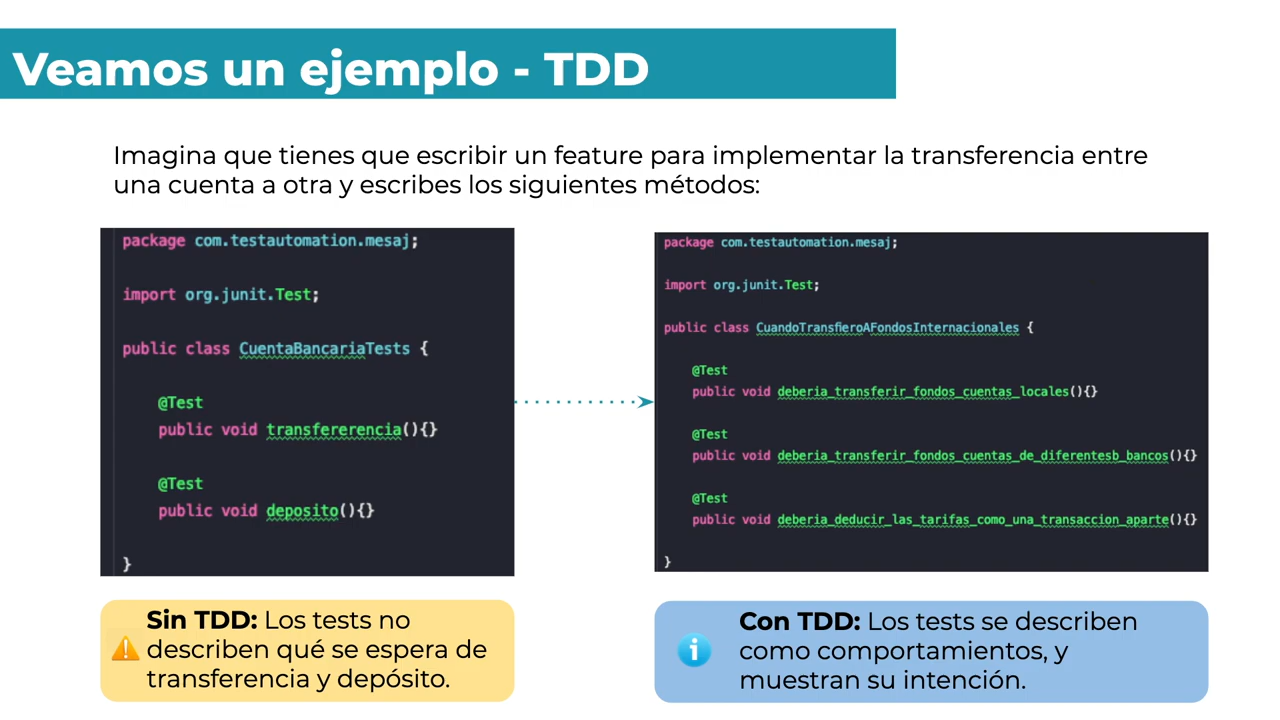 Veamos un ejemplo - TDD
Imagina que tienes que escribir un feature para implementar la transferencia entre
una cuenta a otra y escribes los siguientes métodos:
package com.testautomation.mesaj;
import org.junit.Test;
public class CuentaBancariaTests {
@Test
public void transfererencia(){}
@Test
public void deposito(){}
}
Sin TDD: Los tests no
describen qué se espera de
transferencia y depósito.
package com.testautomation.mesaj;
import org.junit.Test;
public class CuandoTransfieroAFondosInternacionales {
@Test
public void deberia_transferir_fondos_cuentas_locales(){}
@Test
public void deberia_transferir_fondos_cuentas_de_diferentesb_bancos(){}
@Test
public void deberia_deducir_las_tarifas_como_una_transaccion_aparte(){}
}
Con TDD: Los tests se describen
como comportamientos, y
muestran su intención.